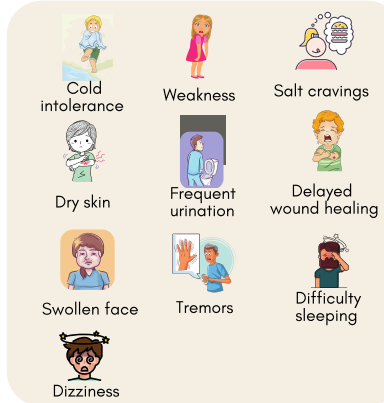 Cold
intolerance
Weakness
Salt cravings
Dry skin
Frequent
urination
Delayed
wound healing
Swollen face
Tremors
Difficulty
sleeping
Dizziness